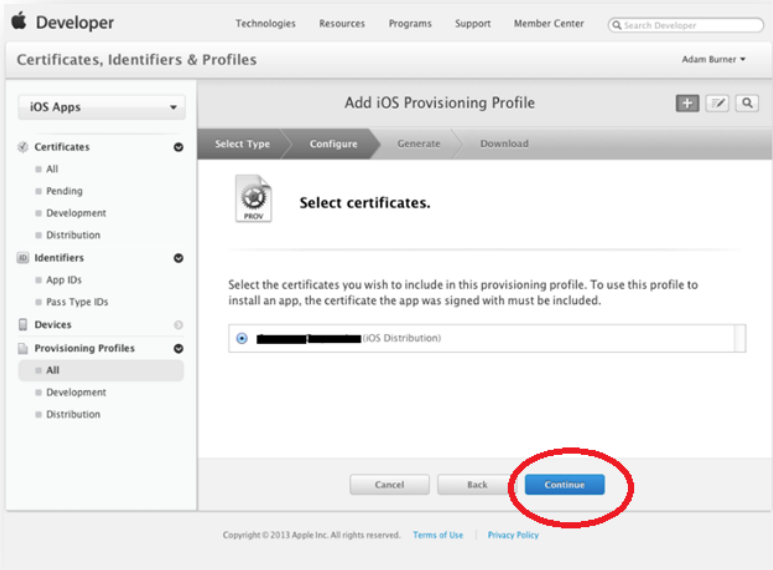 Developer
Technologies Resources Programs Support Member Center Search Developer
Certificates, Identifiers & Profiles Adam Burner
iOS Apps
Certificates
All
Pending
Development
Distribution
ID Identifiers
App IDs
Pass Type IDs
Devices
Provisioning Profiles
All
Development
Distribution
Add iOS Provisioning Profile
Select Type Configure Generate Download
PROV
Select certificates.
Select the certificates you wish to include in this provisioning profile. To use this profile to
install an app, the certificate the app was signed with must be included.
(iOS Distribution)
Cancel Back Continue
Copyright © 2013 Apple Inc. All rights reserved. Terms of Use | Privacy Policy